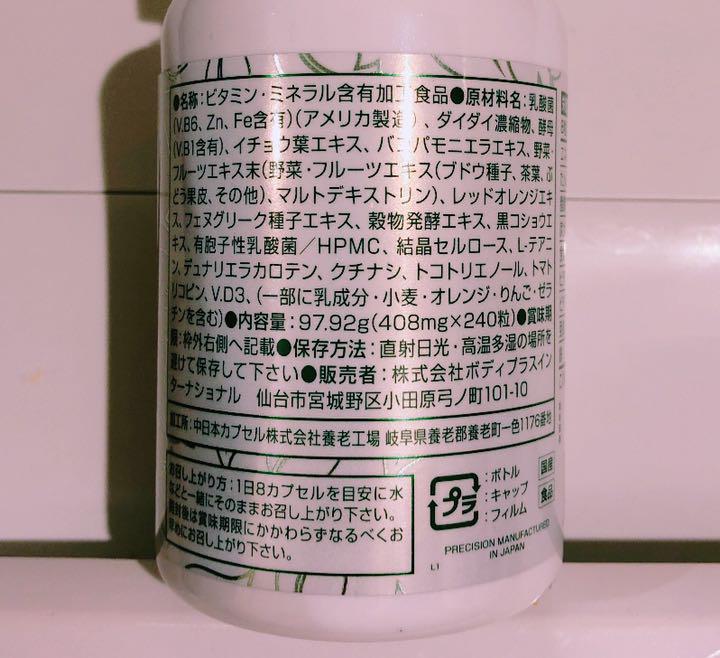 ●名称：ビタミン・ミネラル含有加工食品●原材料名：乳酸菌
(V.B6、Zn、Fe含有)(アメリカ製造)、ダイダイ濃縮物、酵母
(V.B1含有)、イチョウ葉エキス、バコパモニエラエキス、野菜・
フルーツエキス末(野菜・フルーツエキス(ブドウ種子、茶葉、ぶ
どう果皮、その他)、マルトデキストリン)、レッドオレンジエキ
ス、フェヌグリーク種子エキス、穀物発酵エキス、黒コショウエ
キス、有胞子性乳酸菌／HPMC、結晶セルロース、L-テアニ
ン、デュナリエラカロテン、クチナシ、トコトリエノール、トマト
リコピン、V.D3、(一部に乳成分・小麦・オレンジ・りんご・ゼラ
チンを含む)●内容量：97.92g(408mg×240粒)●賞味期
限：枠外右側へ記載●保存方法：直射日光・高温多湿の場所を
避けて保存して下さい●販売者：株式会社ボディプラスイン
ターナショナル 仙台市宮城野区小田原弓ノ町101-10
加工所：中日本カプセル株式会社養老工場 岐阜県養老郡養老町一色1176番地
お召し上がり方：1日8カプセルを目安に水
などと一緒にそのままお召し上がり下さい。
開封後は賞味期限にかかわらずなるべくお
早めにお召し上がり下さい。
プラ
：ボトル
：キャップ
：フィルム
国産
食品
PRECISION MANUFACTURED
IN JAPAN
L1